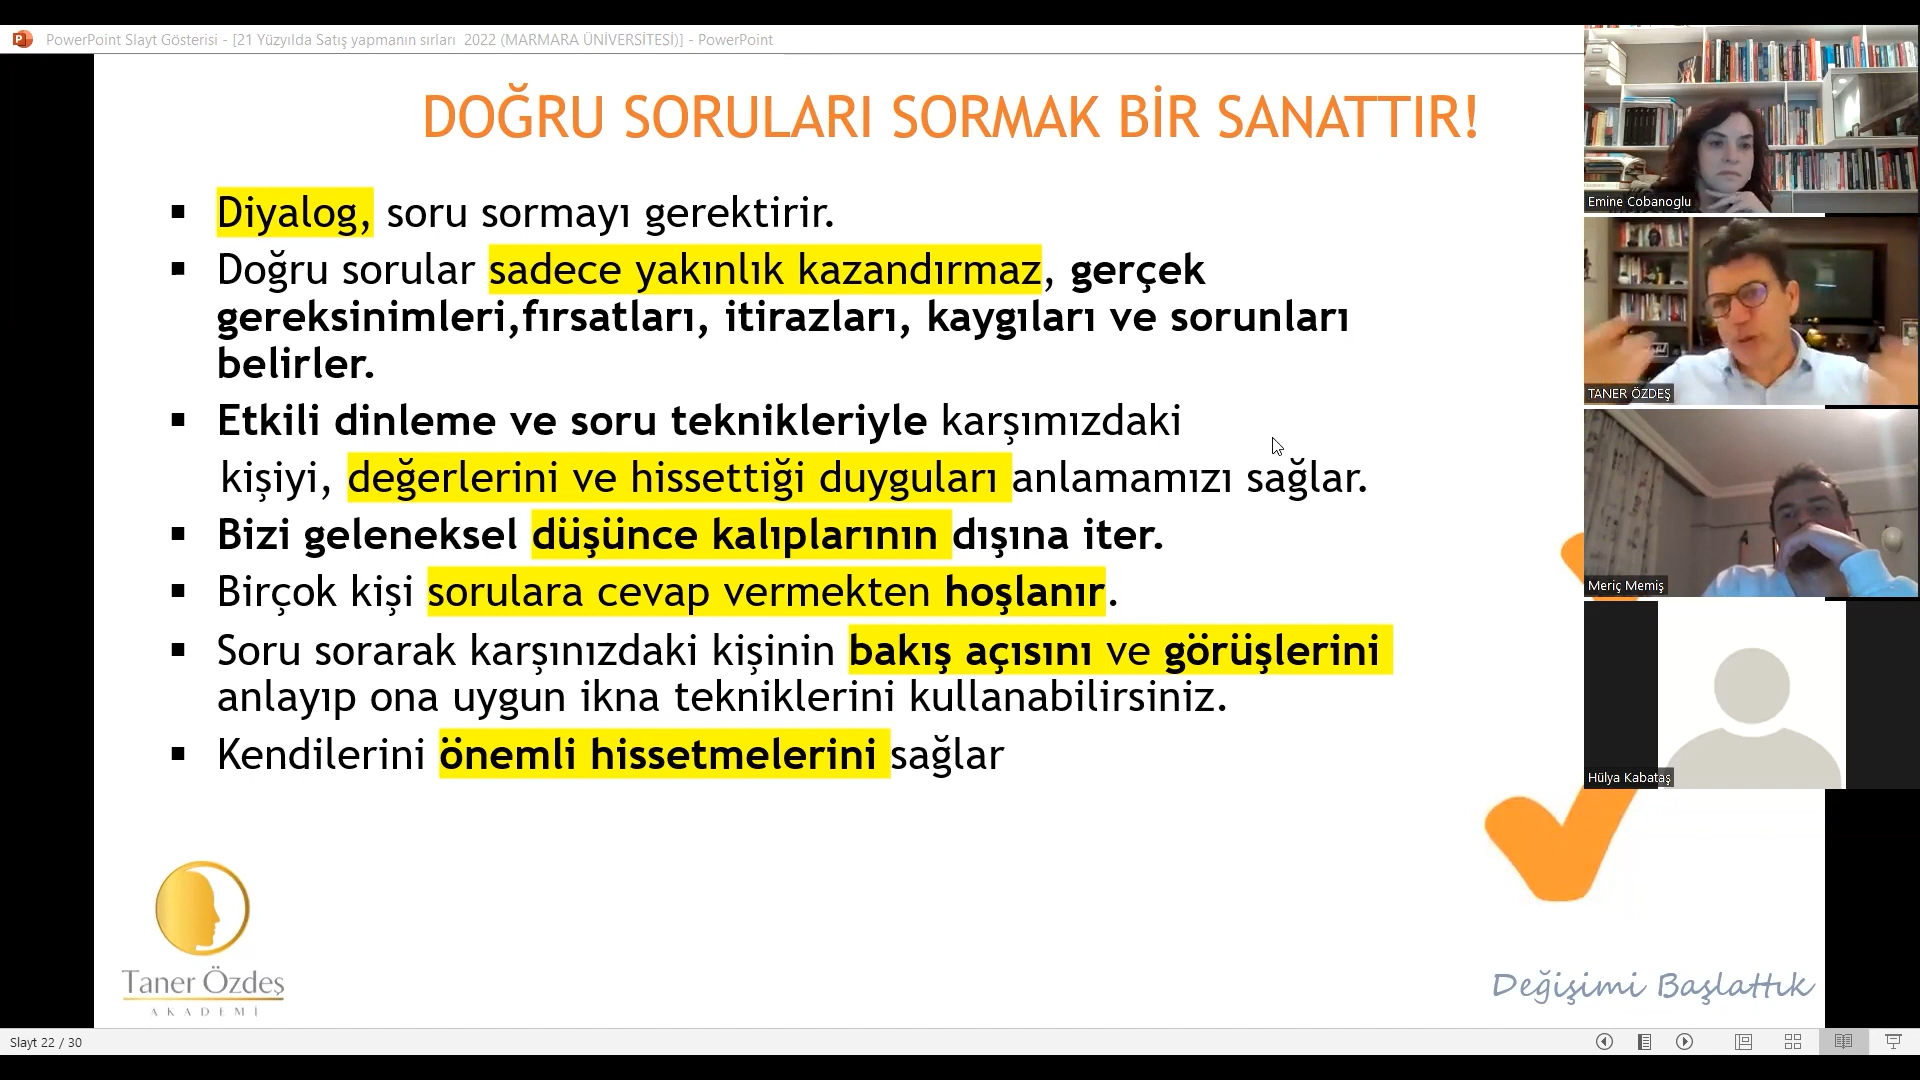 PowerPoint Slayt Gösterisi - [21 Yüzyılda Satış yapmanın sırları  2022 (MARMARA ÜNİVERSİTESİ)] - PowerPoint
DOĞRU SORULARI SORMAK BİR SANATTIR!
▪ Diyalog, soru sormayı gerektirir.
▪ Doğru sorular sadece yakınlık kazandırmaz, gerçek
gereksinimleri,fırsatları, itirazları, kaygıları ve sorunları
belirler.
▪ Etkili dinleme ve soru teknikleriyle karşımızdaki
kişiyi, değerlerini ve hissettiği duyguları anlamamızı sağlar.
▪ Bizi geleneksel düşünce kalıplarının dışına iter.
▪ Birçok kişi sorulara cevap vermekten hoşlanır.
▪ Soru sorarak karşınızdaki kişinin bakış açısını ve görüşlerini
anlayıp ona uygun ikna tekniklerini kullanabilirsiniz.
▪ Kendilerini önemli hissetmelerini sağlar
Emine Cobanoglu
TANER ÖZDEŞ
Meriç Memiş
Hülya Kabataş
Taner Özdeş
AKADEMİ
Değişimi Başlattık
Slayt 22 / 30